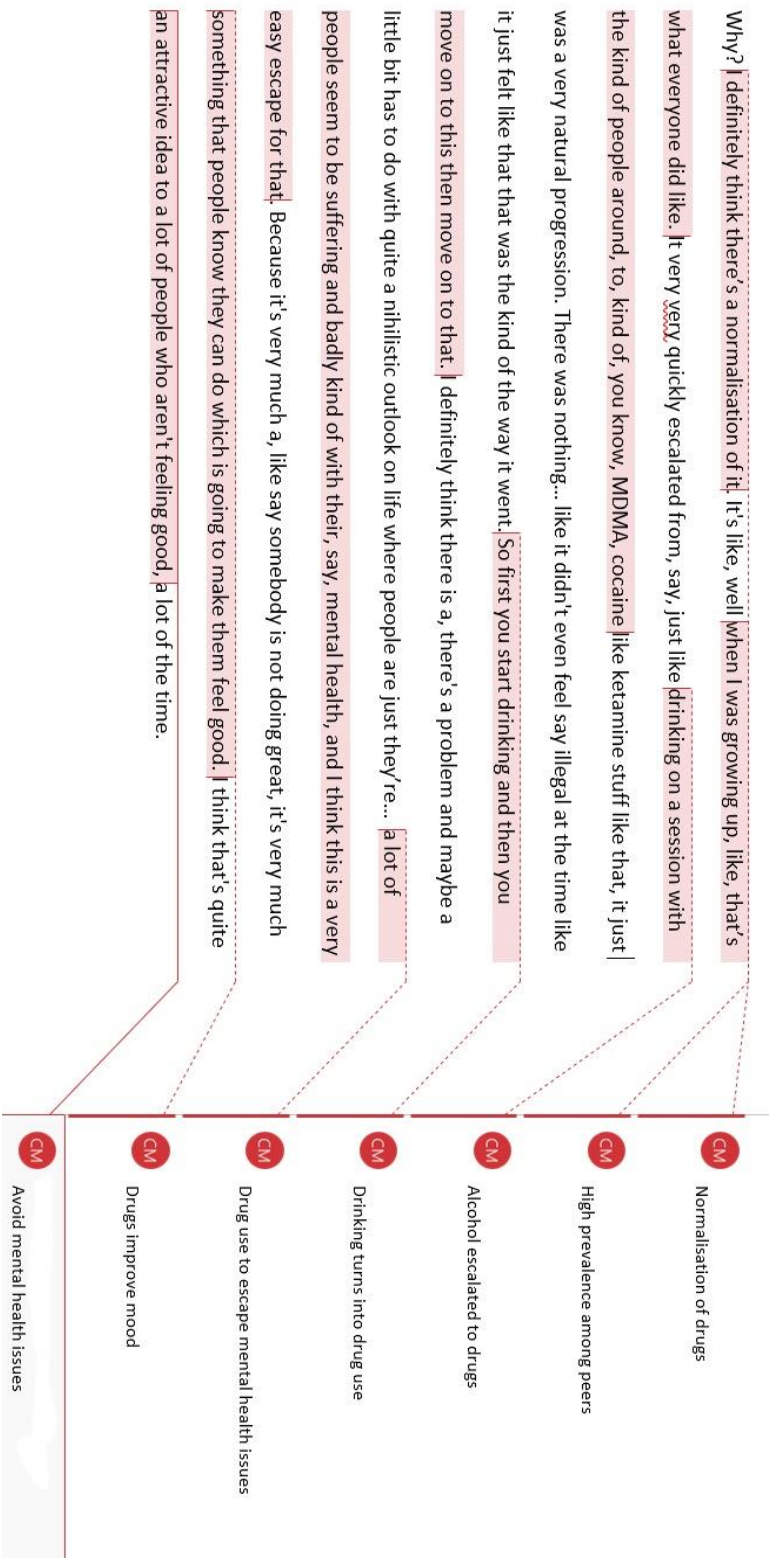 Why? I definitely think there's a normalisation of it. It's like, well when I was growing up, like, that's
what everyone did like. It very very quickly escalated from, say, just like drinking on a session with
the kind of people around, to, kind of, you know, MDMA, cocaine like ketamine stuff like that, it just
was a very natural progression. There was nothing... like it didn't even feel say illegal at the time like
it just felt like that that was the kind of the way it went. So first you start drinking and then you
move on to this then move on to that. I definitely think there is a, there's a problem and maybe a
little bit has to do with quite a nihilistic outlook on life where people are just they're... a lot of
people seem to be suffering and badly kind of with their, say, mental health, and I think this is a very
easy escape for that. Because it's very much a, like say somebody is not doing great, it's very much
something that people know they can do which is going to make them feel good. I think that's quite
an attractive idea to a lot of people who aren't feeling good, a lot of the time.
CM
Normalisation of drugs
CM
High prevalence among peers
CM
Alcohol escalated to drugs
CM
Drinking turns into drug use
CM
Drug use to escape mental health issues
CM
Drugs improve mood
CM
Avoid mental health issues